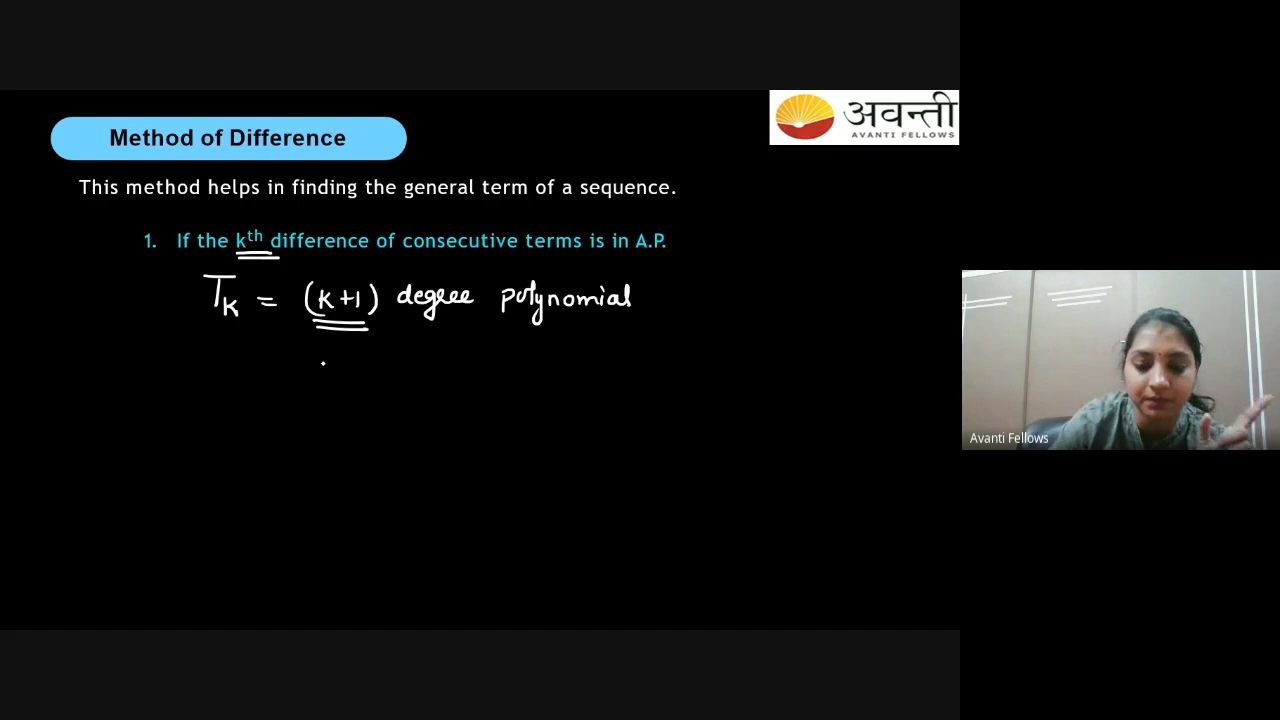 Method of Difference
अवन्ती
AVANTI FELLOWS
This method helps in finding the general term of a sequence.
1. If the kth difference of consecutive terms is in A.P.
Tk = (k+1) degree polynomial
Avanti Fellows